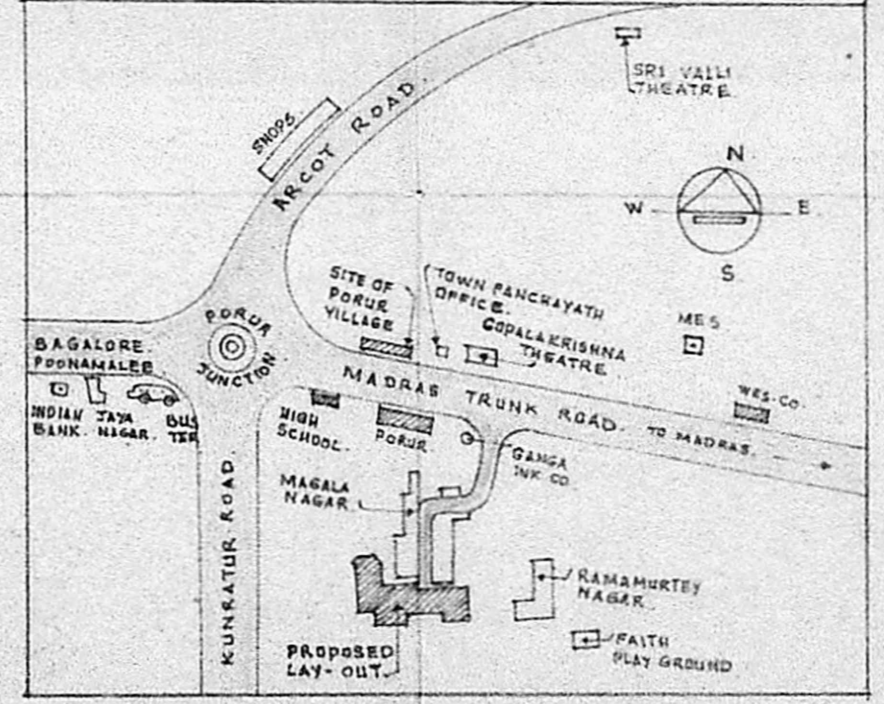 SRI VALLI
THEATRE.
SHOPS.
ARCOT ROAD.
N
W
E
S
SITE OF
PORUR
VILLAGE
TOWN PANCHAYATH
OFFICE.
GOPALAKRISHNA
THEATRE
MES
WES.CO.
PORUR
JUNCTION
BAGALORE.
POONAMALEE
INDIAN
BANK.
JAYA
NAGAR.
BUS
TER
MADRAS TRUNK ROAD. TO MADRAS.
HIGH
SCHOOL.
PORUR
GANGA
INK CO.
MAGALA
NAGAR
KUNRATUR ROAD.
RAMAMURTEY
NAGAR
FAITH
PLAY GROUND
PROPOSED
LAY-OUT.